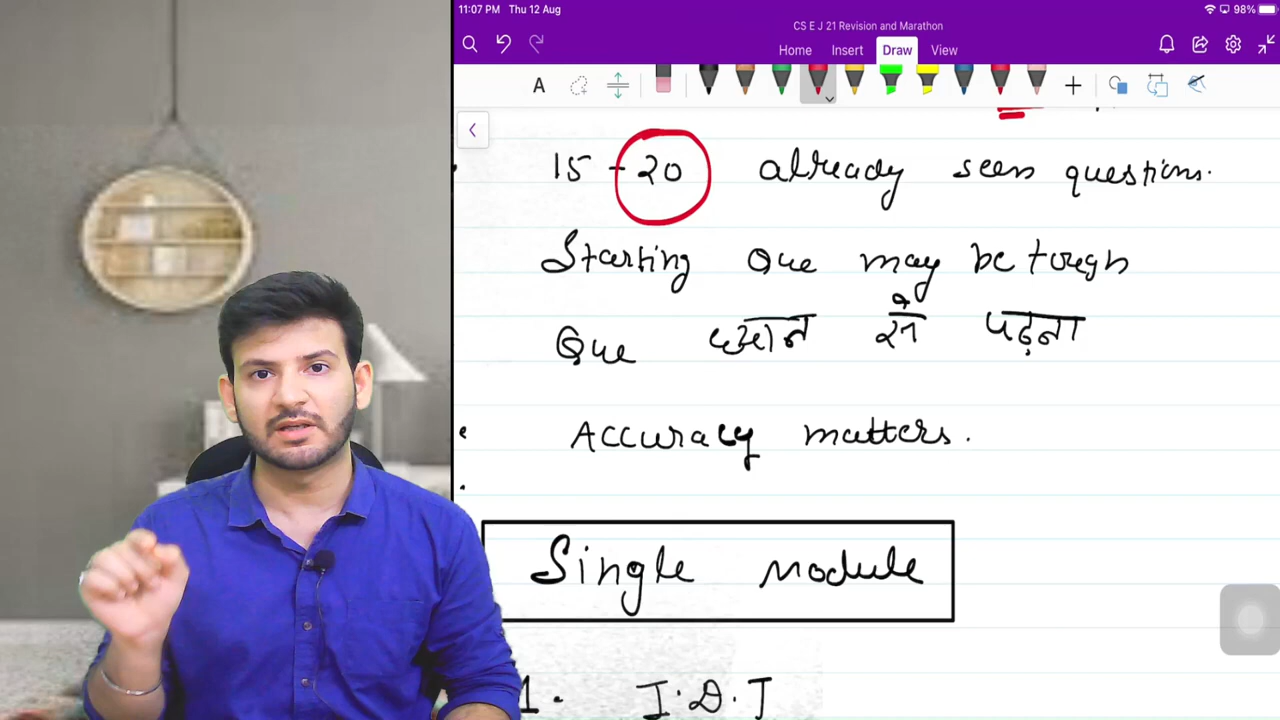 11:07 PM Thu 12 Aug
98%
CS E J 21 Revision and Marathon
Home Insert Draw View
A
15 - 20 already seen questions.
Starting Que may be tough
Que ध्यान से पढ़ना
Accuracy matters.
Single module
1. I.D.T